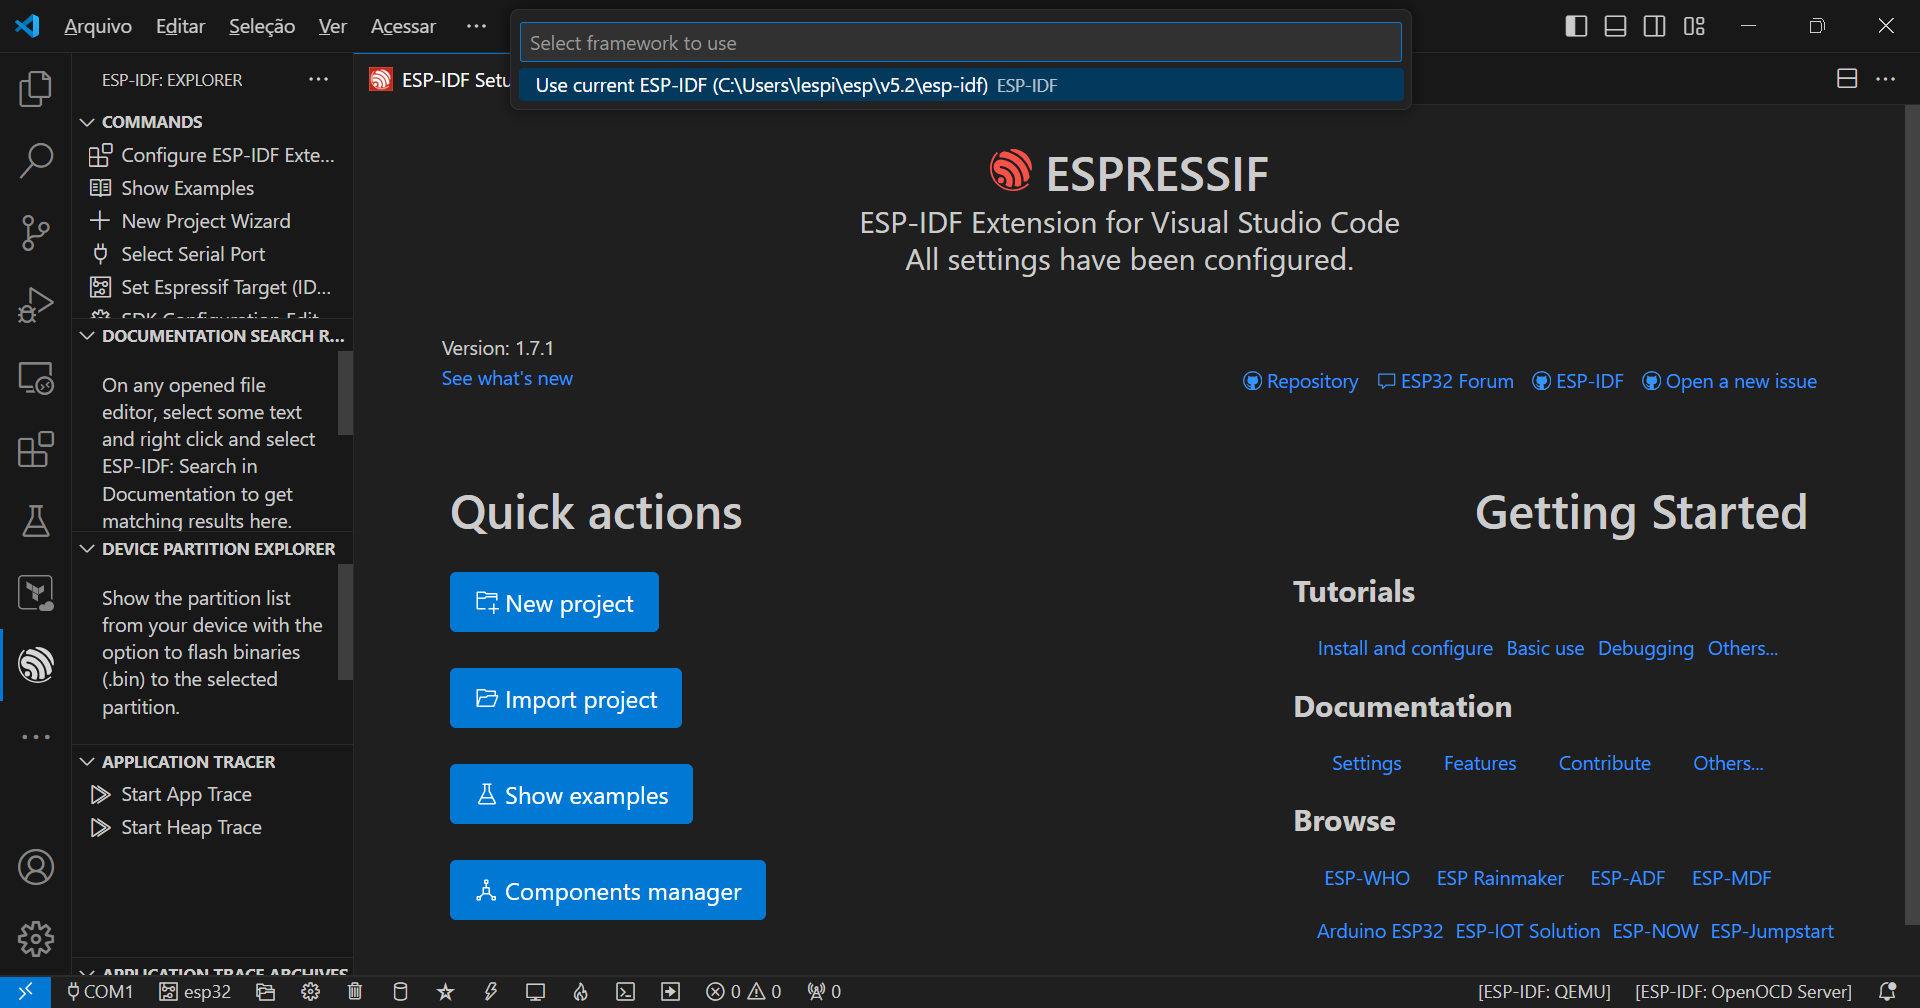 Arquivo Editar Seleção Ver Acessar ···
Select framework to use
Use current ESP-IDF (C:\Users\lespi\esp\v5.2\esp-idf) ESP-IDF
ESP-IDF: EXPLORER ···
ESP-IDF Setu
COMMANDS
Configure ESP-IDF Exte...
Show Examples
New Project Wizard
Select Serial Port
Set Espressif Target (ID...
SDK Configuration Edit
DOCUMENTATION SEARCH R...
On any opened file
editor, select some text
and right click and select
ESP-IDF: Search in
Documentation to get
matching results here.
DEVICE PARTITION EXPLORER
Show the partition list
from your device with the
option to flash binaries
(.bin) to the selected
partition.
APPLICATION TRACER
Start App Trace
Start Heap Trace
APPLICATION TRACE ARCHIVES
ESPRESSIF
ESP-IDF Extension for Visual Studio Code
All settings have been configured.
Version: 1.7.1
See what's new
Repository ESP32 Forum ESP-IDF Open a new issue
Quick actions
New project
Import project
Show examples
Components manager
Getting Started
Tutorials
Install and configure Basic use Debugging Others...
Documentation
Settings Features Contribute Others...
Browse
ESP-WHO ESP Rainmaker ESP-ADF ESP-MDF
Arduino ESP32 ESP-IOT Solution ESP-NOW ESP-Jumpstart
COM1 esp32 0 0 0 [ESP-IDF: QEMU] [ESP-IDF: OpenOCD Server]